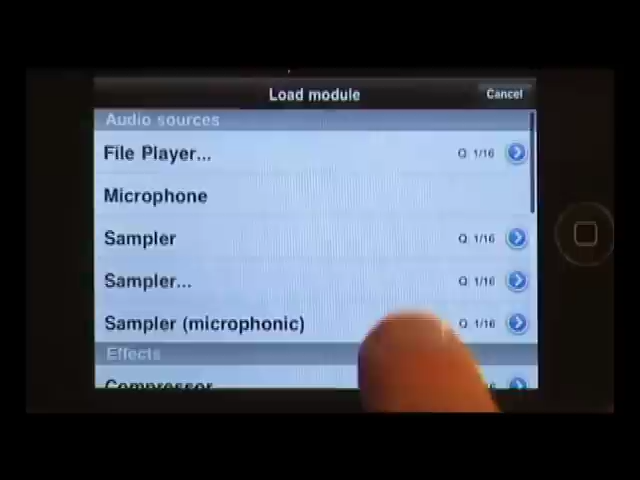 Load module
Cancel
Audio sources
File Player...
Q: 1/16
Microphone
Sampler
Q: 1/16
Sampler...
Q: 1/16
Sampler (microphonic)
Q: 1/16
Effects
Compressor